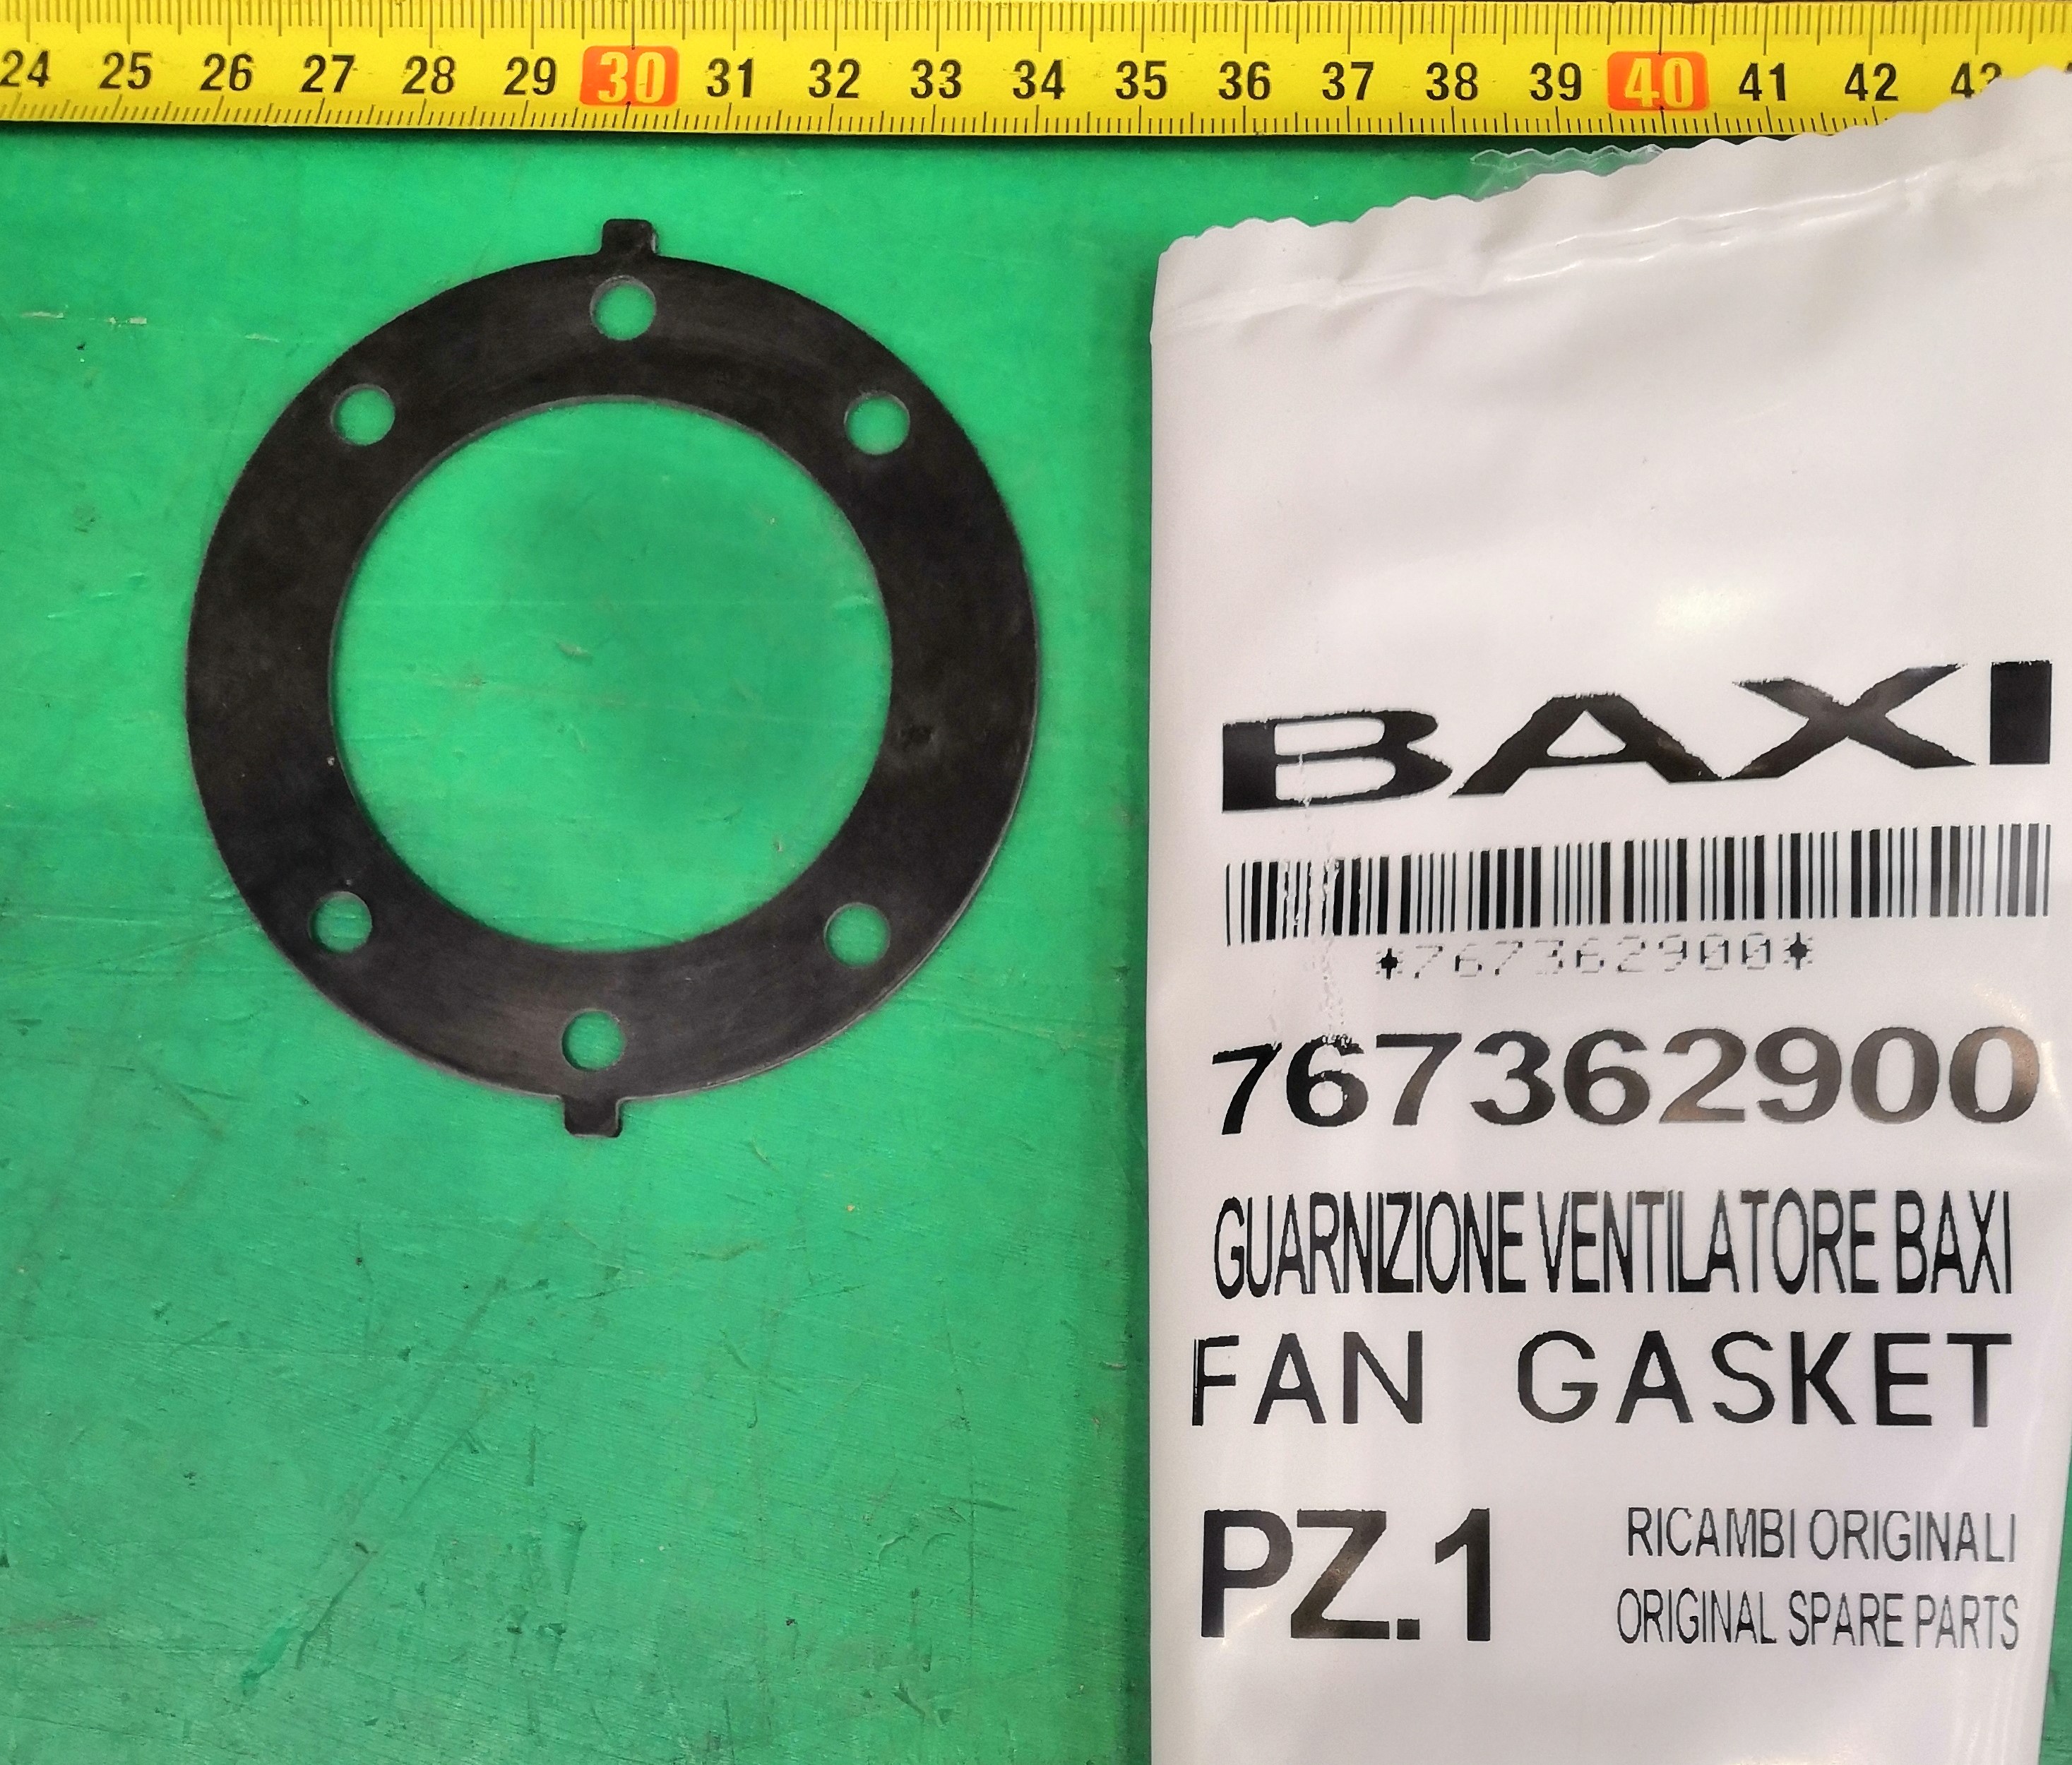 24 25 26 27 28 29 30 31 32 33 34 35 36 37 38 39 40 41 42 43
BAXI
*767362900*
767362900
GUARNIZIONE VENTILATORE BAXI
FAN GASKET
PZ.1
RICAMBI ORIGINALI
ORIGINAL SPARE PARTS